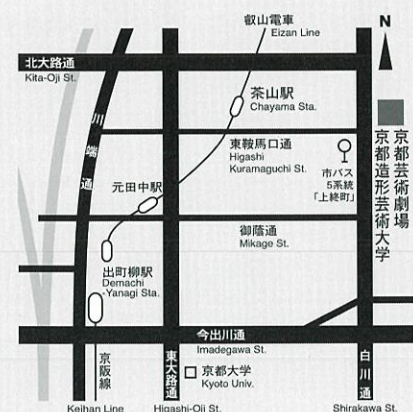 叡山電車
Eizan Line
N
北大路通
Kita-Oji St.
茶山駅
Chayama Sta.
川端通
東鞍馬口通
Higashi
Kuramaguchi St.
市バス
5系統
「上終町」
京都芸術劇場
京都造形芸術大学
元田中駅
御蔭通
Mikage St.
出町柳駅
Demachi
-Yanagi Sta.
今出川通
Imadegawa St.
京阪線
東大路通
京都大学
Kyoto Univ.
白川通
Keihan Line
Higashi-Oji St.
Shirakawa St.